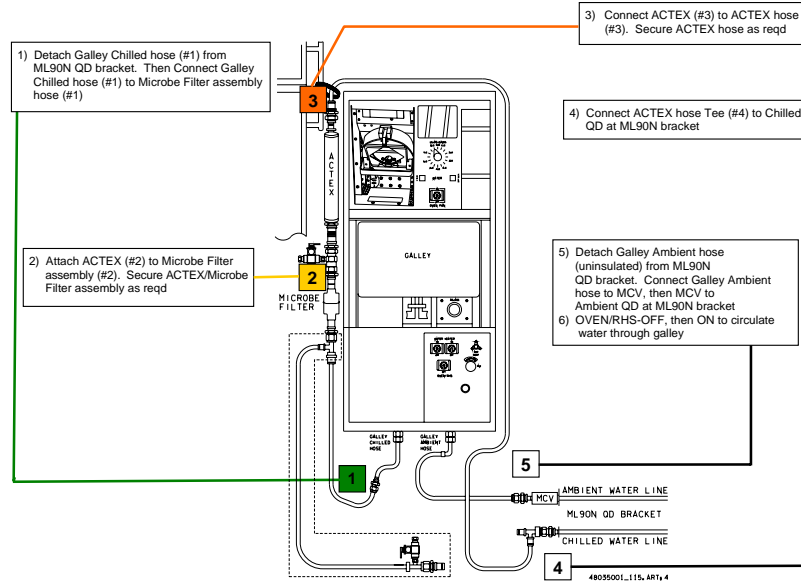 1) Detach Galley Chilled hose (#1) from
ML90N QD bracket. Then Connect Galley
Chilled hose (#1) to Microbe Filter assembly
hose (#1)
3) Connect ACTEX (#3) to ACTEX hose
(#3). Secure ACTEX hose as reqd
3
4) Connect ACTEX hose Tee (#4) to Chilled
QD at ML90N bracket
ACTEX
2) Attach ACTEX (#2) to Microbe Filter
assembly (#2). Secure ACTEX/Microbe
Filter assembly as reqd
2
MICROBE
FILTER
GALLEY
5) Detach Galley Ambient hose
(uninsulated) from ML90N
QD bracket. Connect Galley Ambient
hose to MCV, then MCV to
Ambient QD at ML90N bracket
6) OVEN/RHS-OFF, then ON to circulate
water through galley
GALLEY
CHILLED
HOSE
GALLEY
AMBIENT
HOSE
1
5
MCV
AMBIENT WATER LINE
ML90N QD BRACKET
CHILLED WATER LINE
4
48035001_115.ART;4